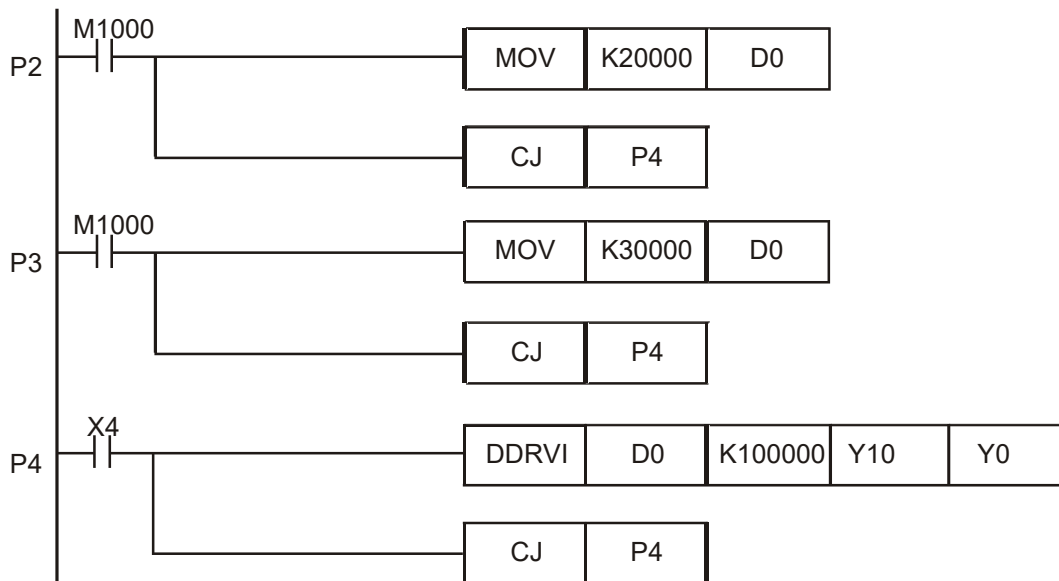 M1000
P2 MOV K20000 D0
CJ P4
M1000
P3 MOV K30000 D0
CJ P4
X4
P4 DDRVI D0 K100000 Y10 Y0
CJ P4